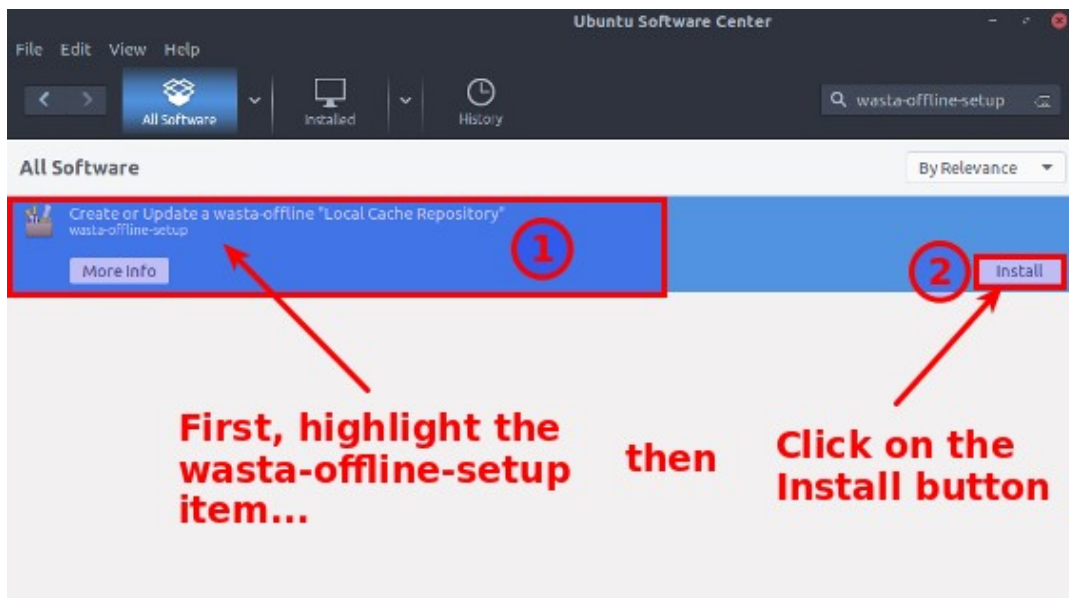 Ubuntu Software Center
File Edit View Help
All Software
Installed
History
wasta-offline-setup
All Software
By Relevance
Create or Update a wasta-offline "Local Cache Repository"
wasta-offline-setup
1
More Info
2
Install
First, highlight the
wasta-offline-setup
item...
then
Click on the
Install button